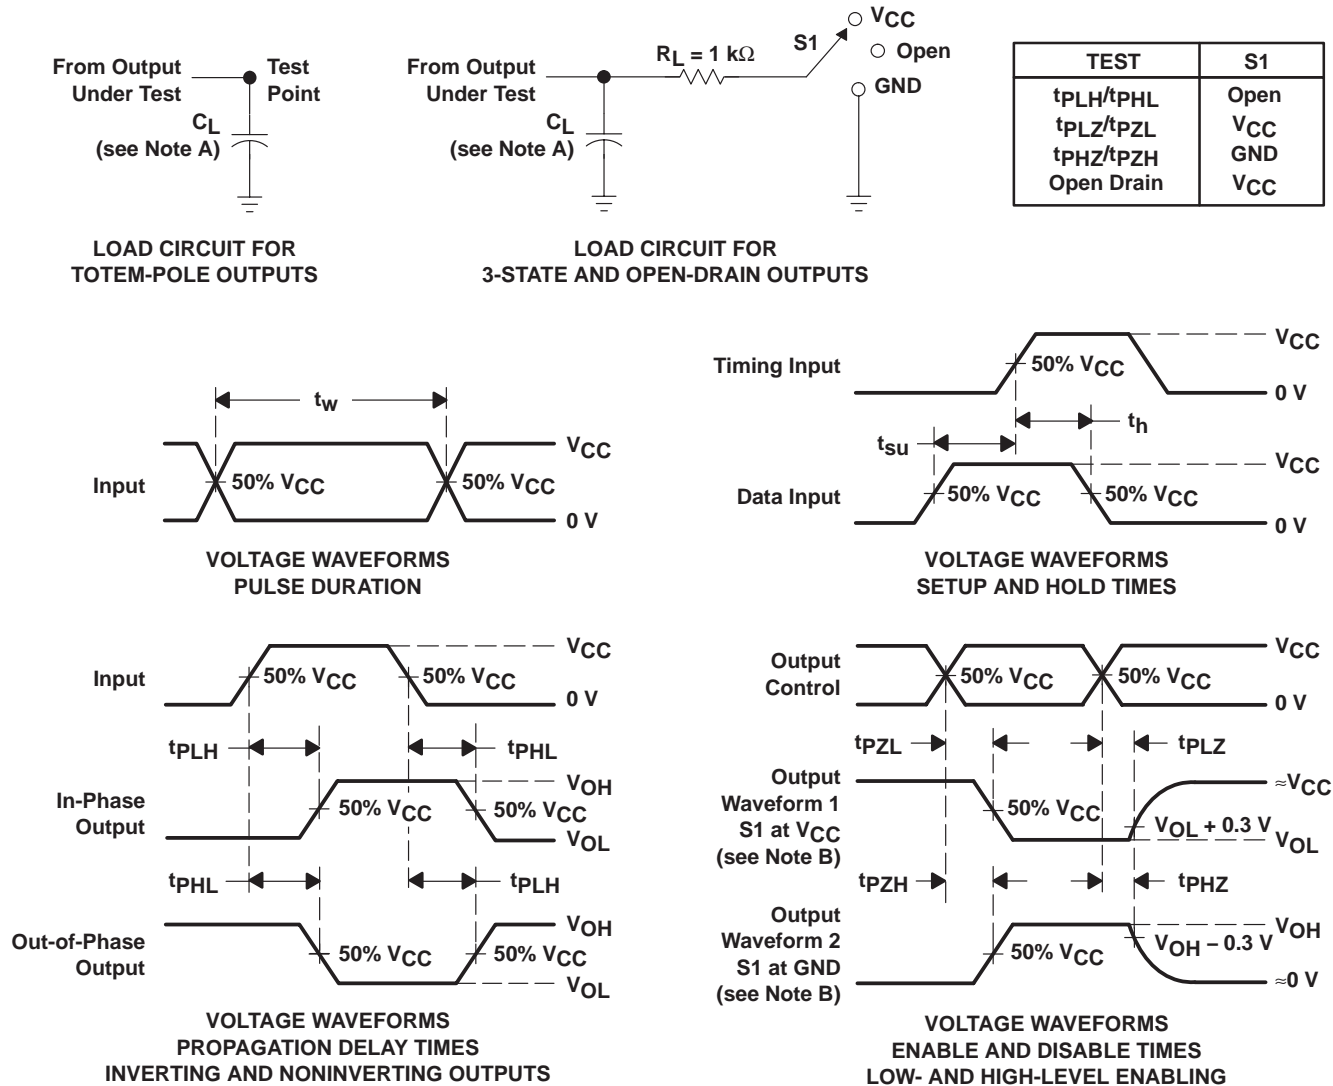 From Output
Under Test
Test
Point
CL
(see Note A)
LOAD CIRCUIT FOR
TOTEM-POLE OUTPUTS
From Output
Under Test
CL
(see Note A)
RL = 1 kΩ
S1
VCC
Open
GND
LOAD CIRCUIT FOR
3-STATE AND OPEN-DRAIN OUTPUTS
TEST S1
tPLH/tPHL Open
tPLZ/tPZL VCC
tPHZ/tPZH GND
Open Drain VCC
tw
Input
50% VCC
50% VCC
VCC
0 V
VOLTAGE WAVEFORMS
PULSE DURATION
Timing Input
50% VCC
VCC
0 V
th
tsu
Data Input
50% VCC
50% VCC
VCC
0 V
VOLTAGE WAVEFORMS
SETUP AND HOLD TIMES
Input
50% VCC
50% VCC
VCC
0 V
tPLH
tPHL
In-Phase
Output
50% VCC
50% VCC
VOH
VOL
tPHL
tPLH
Out-of-Phase
Output
50% VCC
50% VCC
VOH
VOL
VOLTAGE WAVEFORMS
PROPAGATION DELAY TIMES
INVERTING AND NONINVERTING OUTPUTS
Output
Control
50% VCC
50% VCC
VCC
0 V
tPZL
tPLZ
Output
Waveform 1
S1 at VCC
(see Note B)
50% VCC
≈VCC
VOL + 0.3 V
VOL
tPZH
tPHZ
Output
Waveform 2
S1 at GND
(see Note B)
50% VCC
VOH
VOH − 0.3 V
≈0 V
VOLTAGE WAVEFORMS
ENABLE AND DISABLE TIMES
LOW- AND HIGH-LEVEL ENABLING